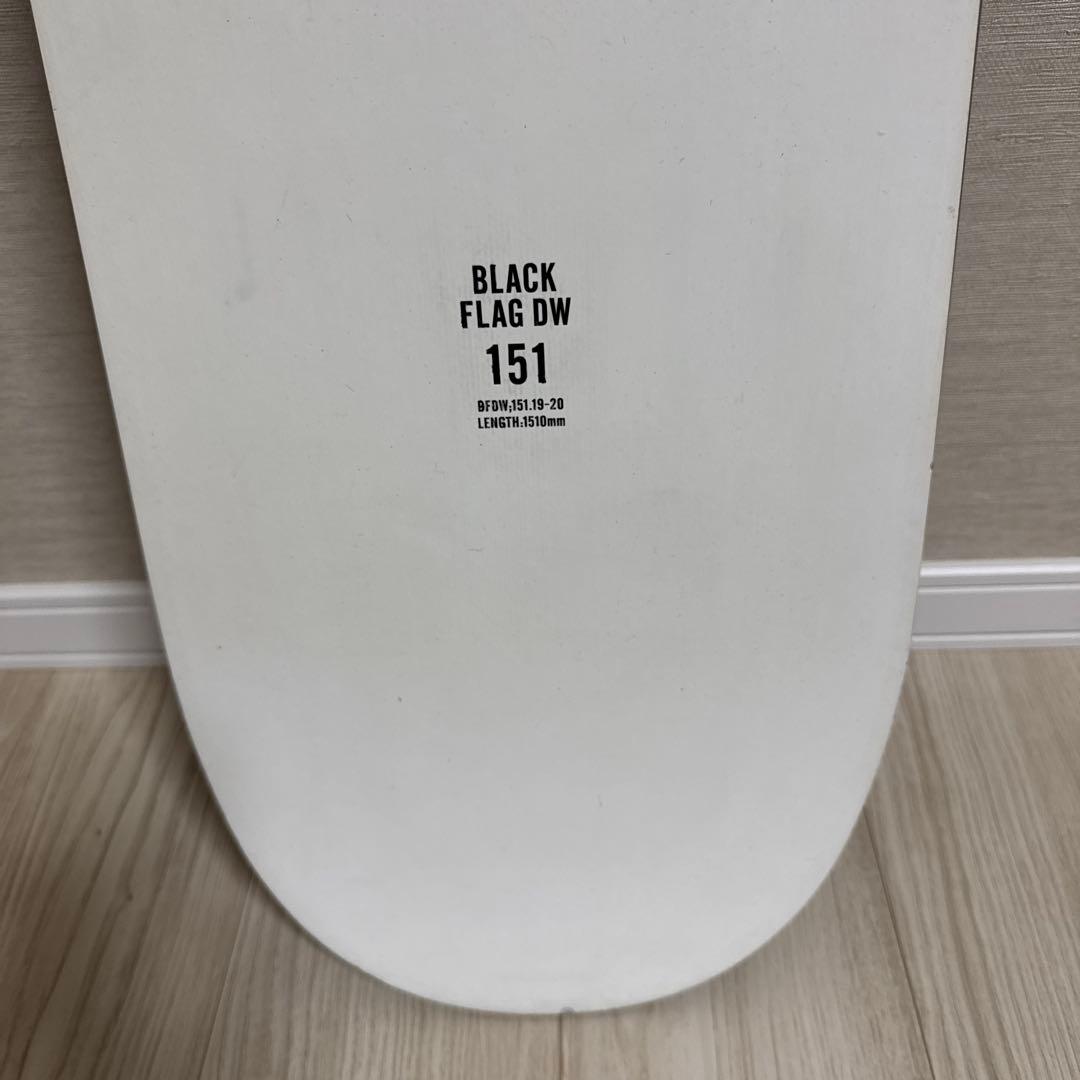 BLACK
FLAG DW
151
BFDW;151.19-20
LENGTH:1510mm